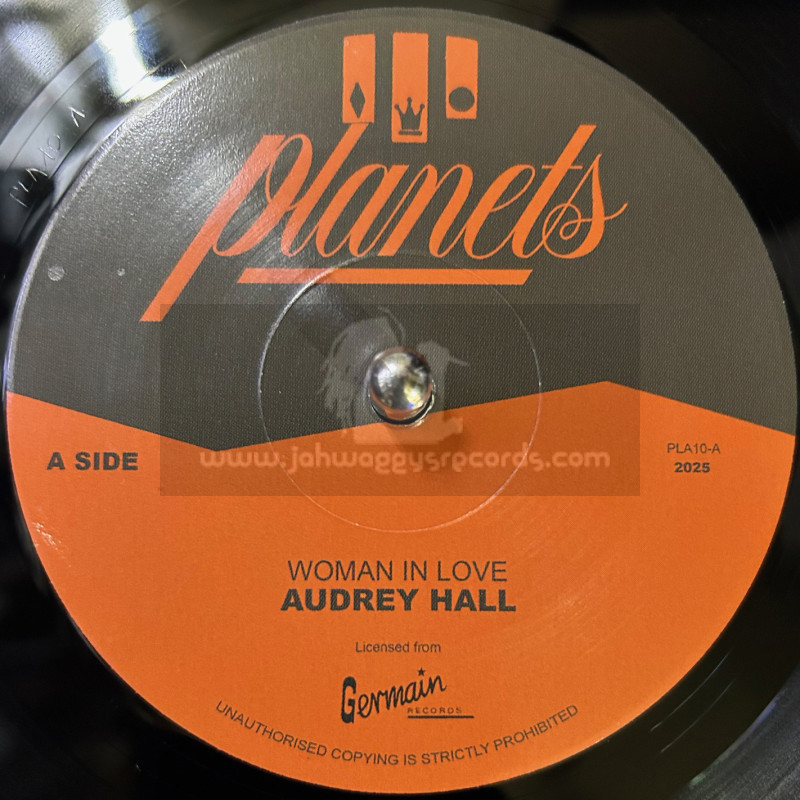 planets
A SIDE
PLA10-A
2025
www.jahwaggysrecords.com
WOMAN IN LOVE
AUDREY HALL
Licensed from
Germain
RECORDS
UNAUTHORISED COPYING IS STRICTLY PROHIBITED